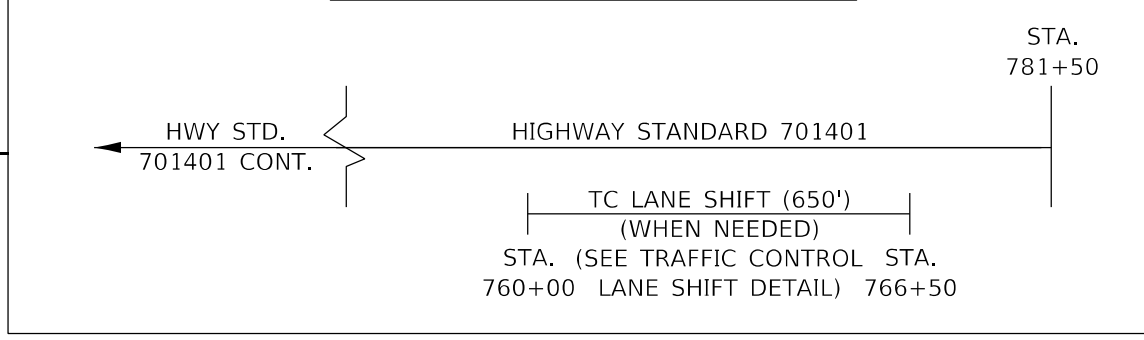 STA.
781+50
HWY STD.
701401 CONT.
HIGHWAY STANDARD 701401
TC LANE SHIFT (650')
(WHEN NEEDED)
STA. (SEE TRAFFIC CONTROL STA.
760+00 LANE SHIFT DETAIL) 766+50